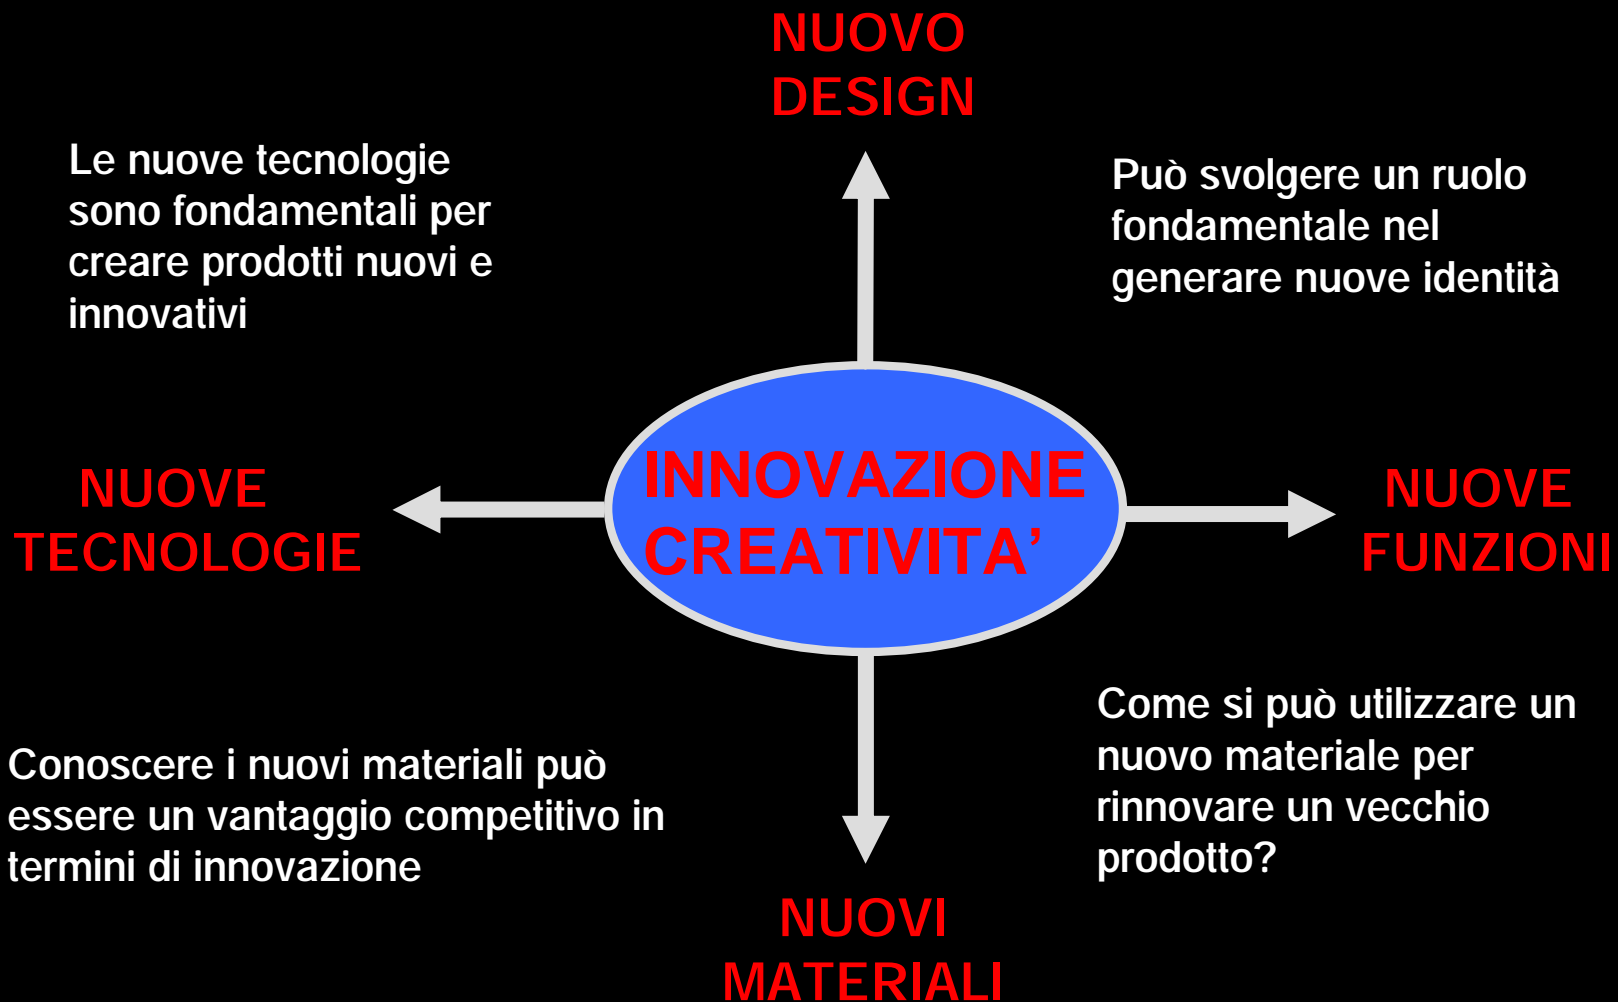 NUOVO
DESIGN
Le nuove tecnologie
sono fondamentali per
creare prodotti nuovi e
innovativi
Può svolgere un ruolo
fondamentale nel
generare nuove identità
NUOVE
TECNOLOGIE
INNOVAZIONE
CREATIVITA’
NUOVE
FUNZIONI
Conoscere i nuovi materiali può
essere un vantaggio competitivo in
termini di innovazione
Come si può utilizzare un
nuovo materiale per
rinnovare un vecchio
prodotto?
NUOVI
MATERIALI